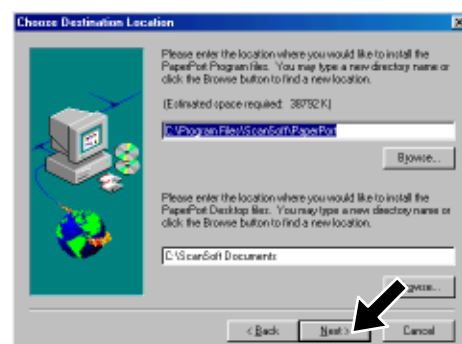 Choose Destination Location
Please enter the location where you would like to install the
PaperPort Program files. You may type a new directory name or
click the Browse button to find a new location.
(Estimated space required: 38792 K)
C:\Program Files\ScanSoft\PaperPort
Browse...
Please enter the location where you would like to install the
PaperPort Desktop files. You may type a new directory name or
click the Browse button to find a new location.
C:\ScanSoft Documents
< Back
Next >
Cancel